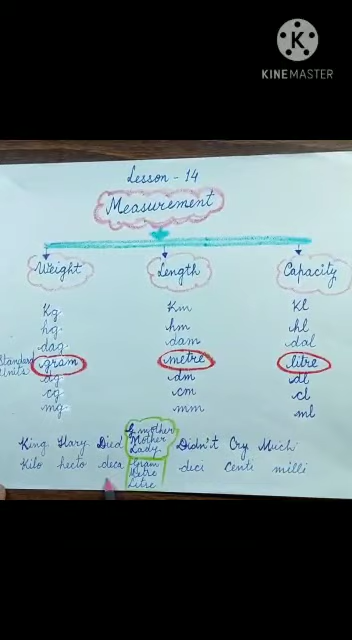 K
KINEMASTER
Lesson - 14
Measurement
Weight Length Capacity
Kg Km Kl
hg hm hl
dag dam dal
Standard Units gram metre litre
dg dm dl
cg cm cl
mg mm ml
King Hary Died G.mother Mother Lady Didn't Cry Much
Kilo hecto deca Gram Metre Litre deci centi milli